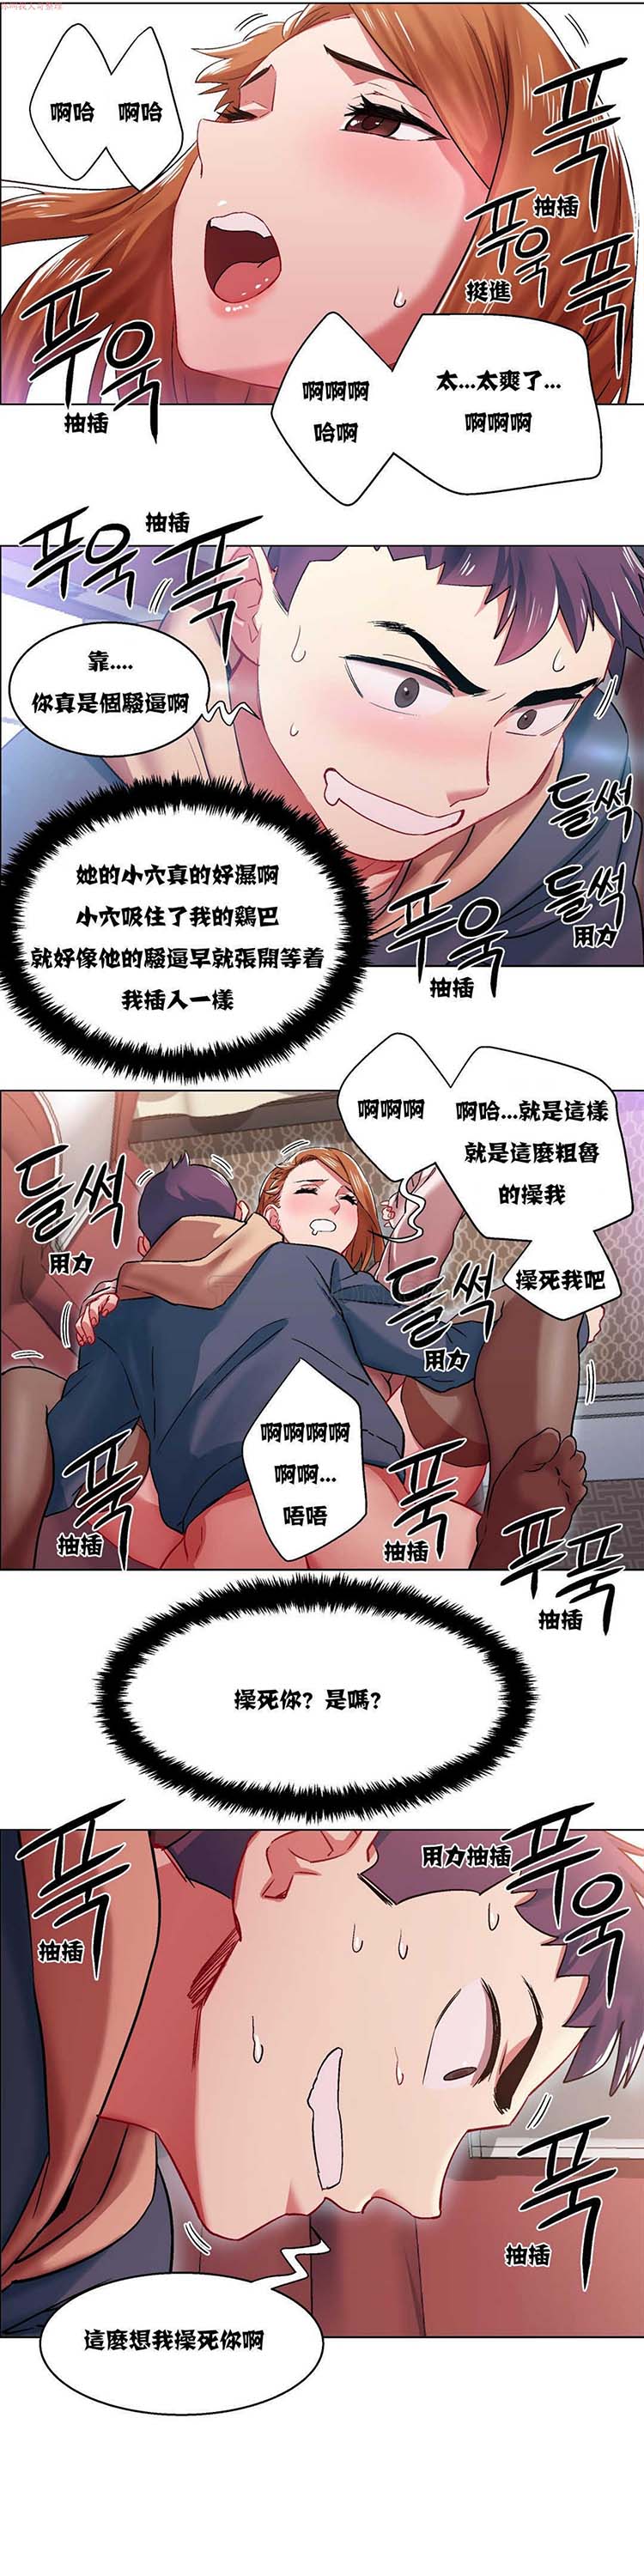 啊哈 啊哈
푸욱
抽插
挺進
푸욱
푸욱
抽插
啊啊啊
哈啊
太...太爽了...
啊啊啊
抽插
푸욱
푸욱
靠....
你真是個騷逼啊
들썩
她的小穴真的好濕啊
小穴吸住了我的鷄巴
就好像他的騷逼早就張開等着
我插入一樣
들썩
用力
푸욱
抽插
啊啊啊
啊哈...就是這樣
就是這麼粗魯
的操我
操死我吧
들썩
用力
들썩
用力
啊啊啊啊
啊啊...
唔唔
푹
抽插
푹
抽插
푸푹
抽插
操死你? 是嗎?
푹
抽插
用力抽插
푸욱
푹
抽插
這麼想我操死你啊